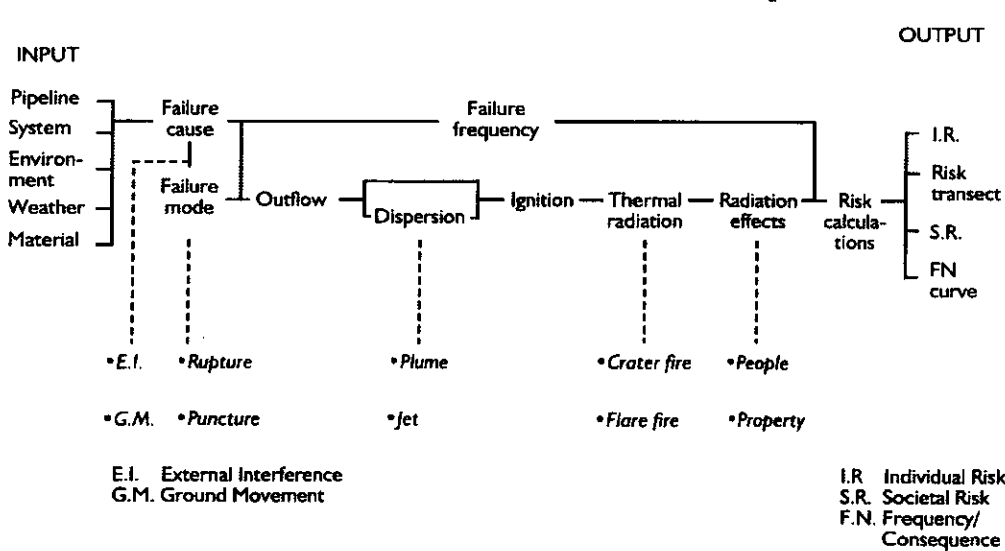 OUTPUT
INPUT
Pipeline
System
Environ-
ment
Weather
Material
Failure
cause
Failure
mode
Failure
frequency
Outflow
Dispersion
Ignition
Thermal
radiation
Radiation
effects
Risk
calcula-
tions
I.R.
Risk
transect
S.R.
FN
curve
•E.I. •Rupture •Plume •Crater fire •People
•G.M. •Puncture •Jet •Flare fire •Property
E.I. External Interference
G.M. Ground Movement
I.R Individual Risk
S.R. Societal Risk
F.N. Frequency/
Consequence